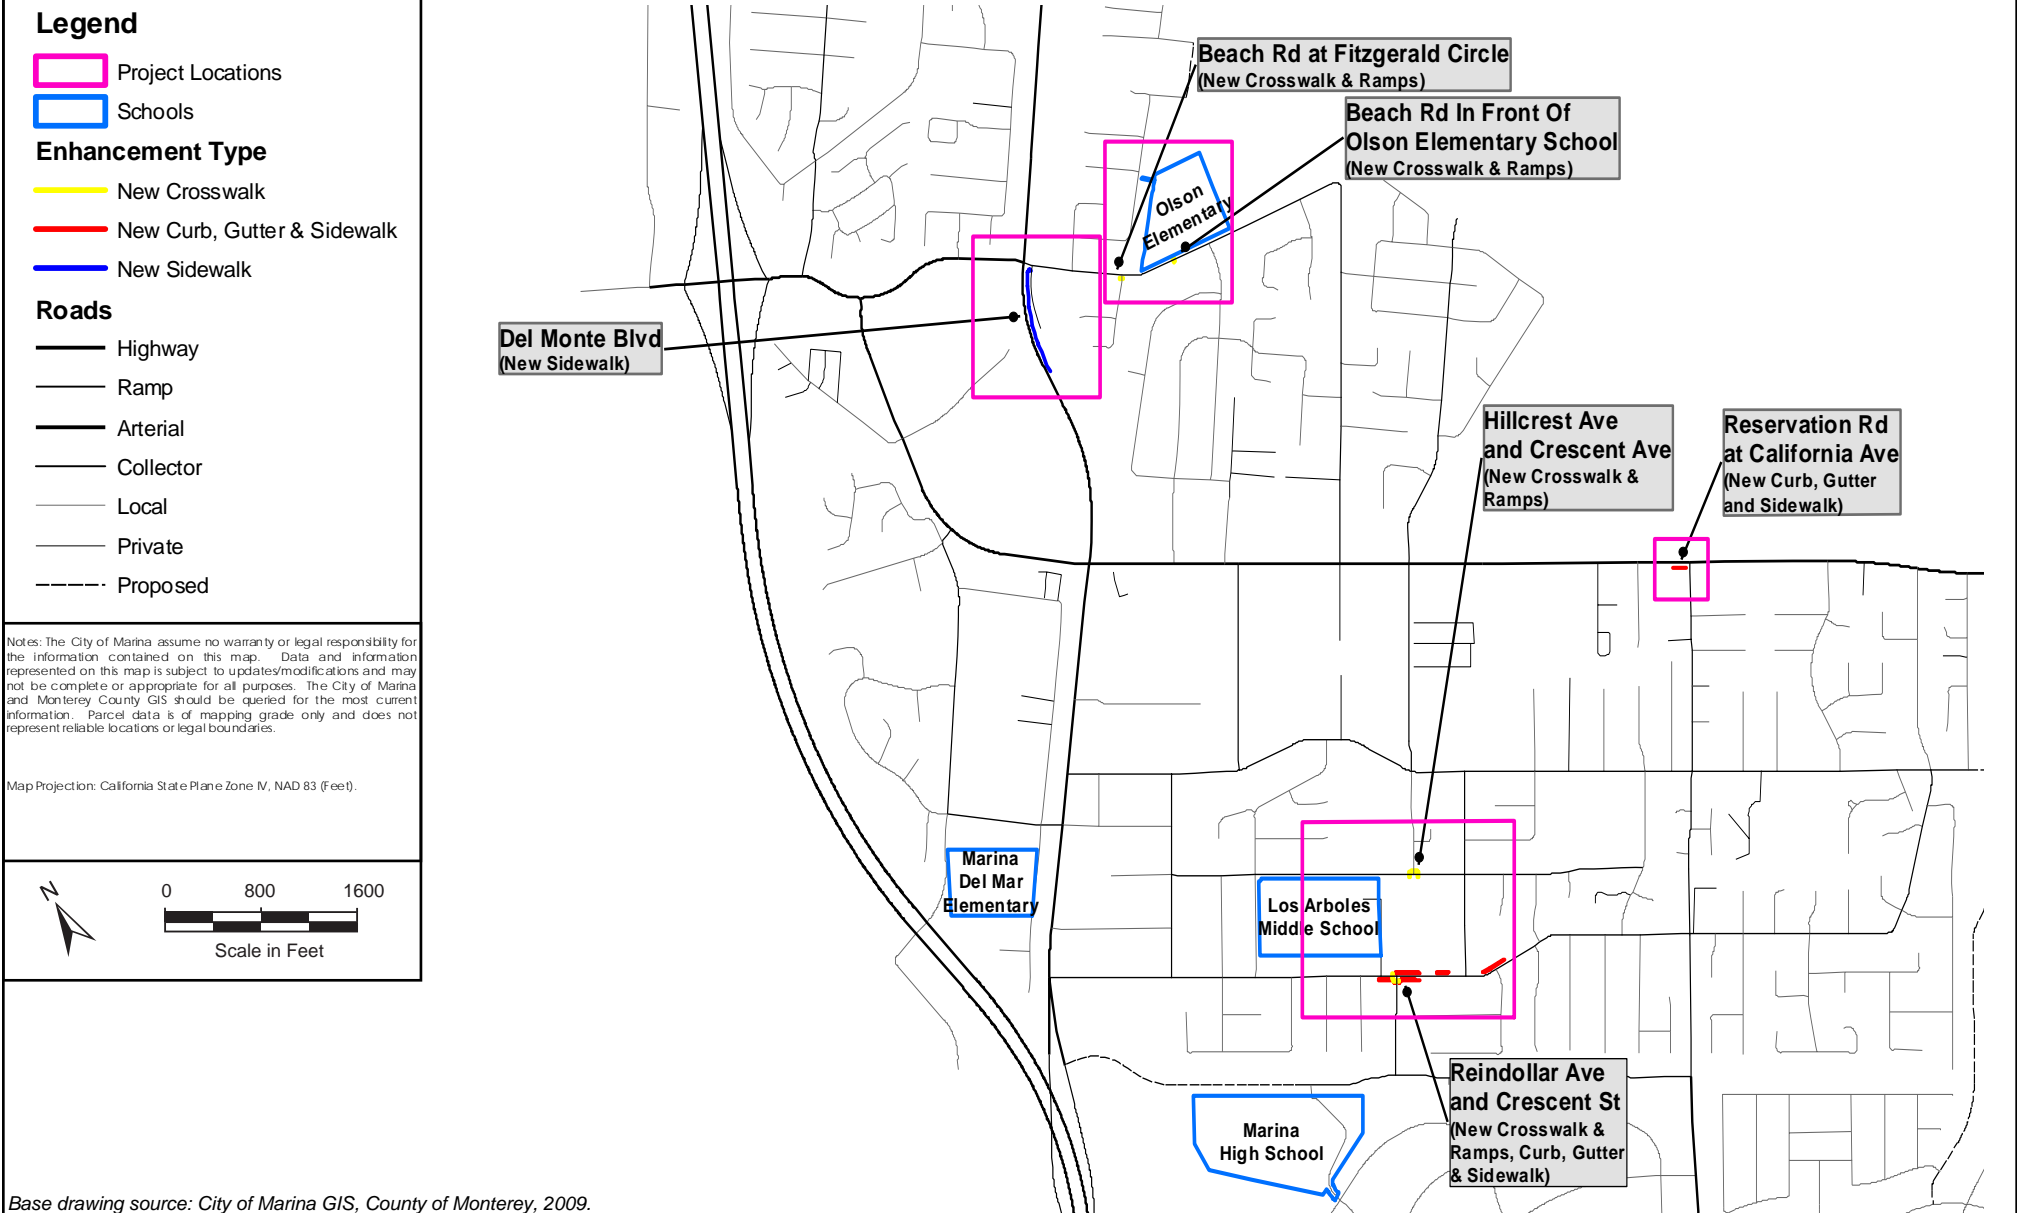 Legend
Project Locations
Schools
Enhancement Type
New Crosswalk
New Curb, Gutter & Sidewalk
New Sidewalk
Roads
Highway
Ramp
Arterial
Collector
Local
Private
Proposed
Notes: The City of Marina assume no warranty or legal responsibility for
the information contained on this map. Data and information
represented on this map is subject to updates/modifications and may
not be complete or appropriate for all purposes. The City of Marina
and Monterey County GIS should be queried for the most current
information. Parcel data is of mapping grade only and does not
represent reliable locations or legal boundaries.
Map Projection: California State Plane Zone IV, NAD 83 (Feet).
N
0 800 1600
Scale in Feet
Base drawing source: City of Marina GIS, County of Monterey, 2009.
Beach Rd at Fitzgerald Circle
(New Crosswalk & Ramps)
Beach Rd In Front Of
Olson Elementary School
(New Crosswalk & Ramps)
Olson
Elementary
Del Monte Blvd
(New Sidewalk)
Hillcrest Ave
and Crescent Ave
(New Crosswalk &
Ramps)
Reservation Rd
at California Ave
(New Curb, Gutter
and Sidewalk)
Marina
Del Mar
Elementary
Los Arboles
Middle School
Reindollar Ave
and Crescent St
(New Crosswalk &
Ramps, Curb, Gutter
& Sidewalk)
Marina
High School